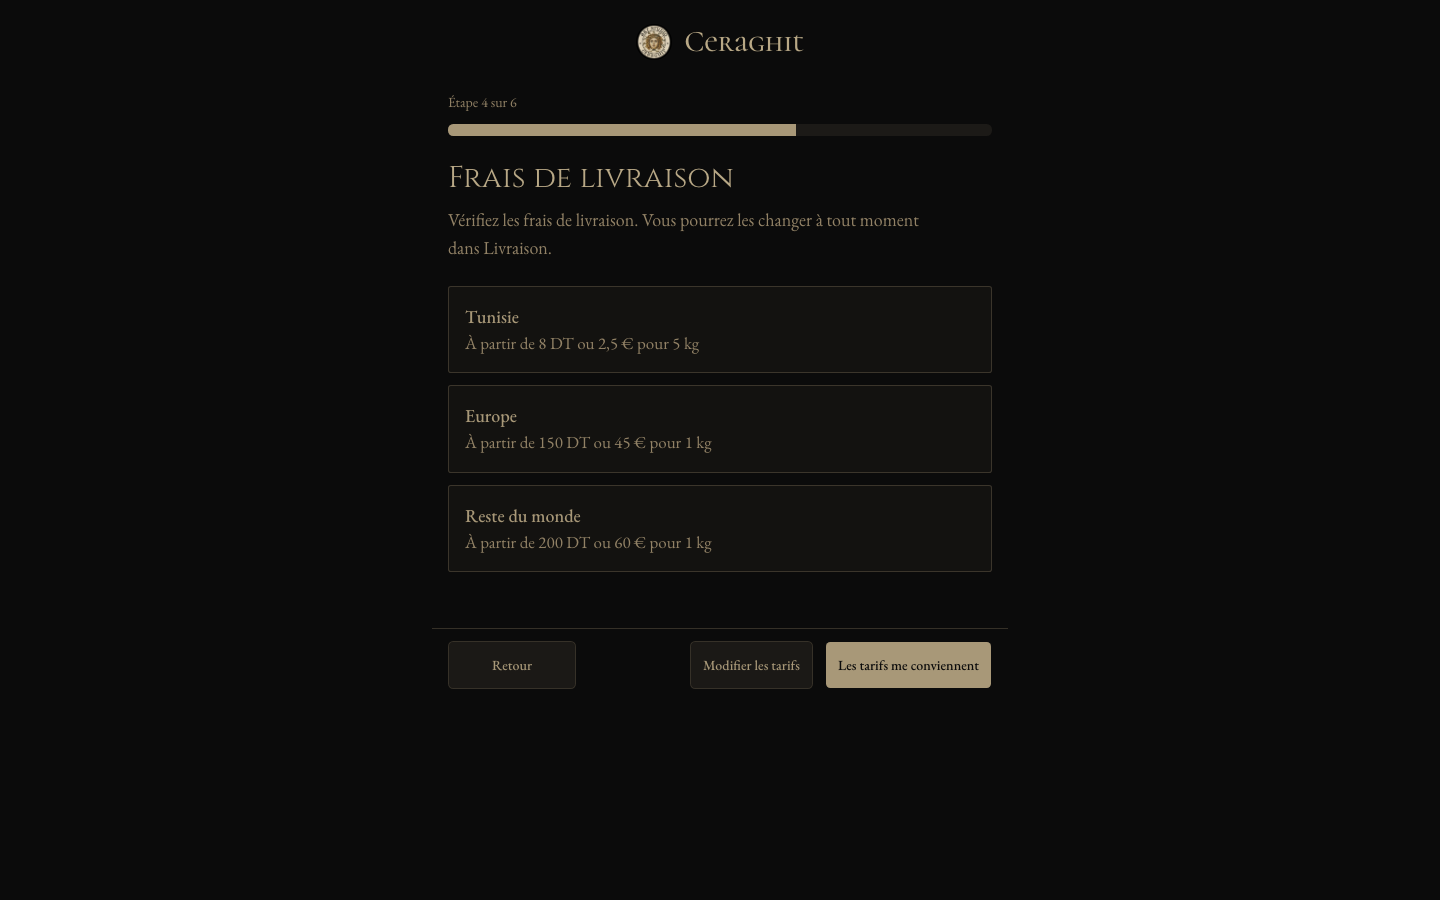 Ceraghit
Étape 4 sur 6
Frais de livraison
Vérifiez les frais de livraison. Vous pourrez les changer à tout moment
dans Livraison.
Tunisie
À partir de 8 DT ou 2,5 € pour 5 kg
Europe
À partir de 150 DT ou 45 € pour 1 kg
Reste du monde
À partir de 200 DT ou 60 € pour 1 kg
Retour
Modifier les tarifs
Les tarifs me conviennent